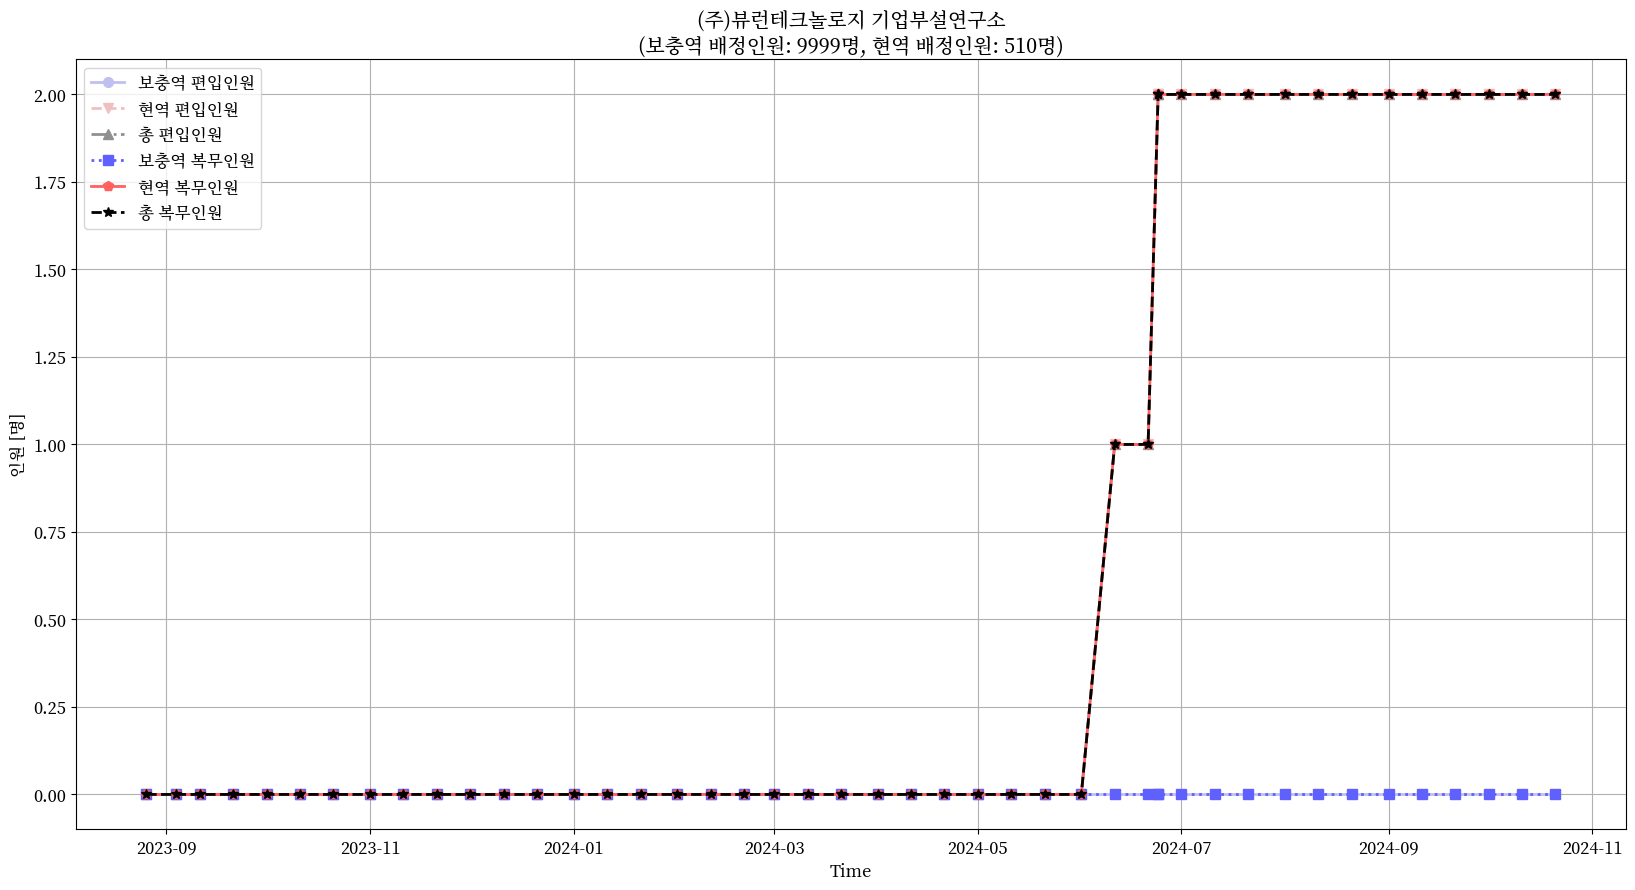 (주)뷰런테크놀로지 기업부설연구소
(보충역 배정인원: 9999명, 현역 배정인원: 510명)
보충역 편입인원
현역 편입인원
총 편입인원
보충역 복무인원
현역 복무인원
총 복무인원
2.00
1.75
1.50
1.25
1.00
0.75
0.50
0.25
0.00
인원 [명]
2023-09 2023-11 2024-01 2024-03 2024-05 2024-07 2024-09 2024-11
Time